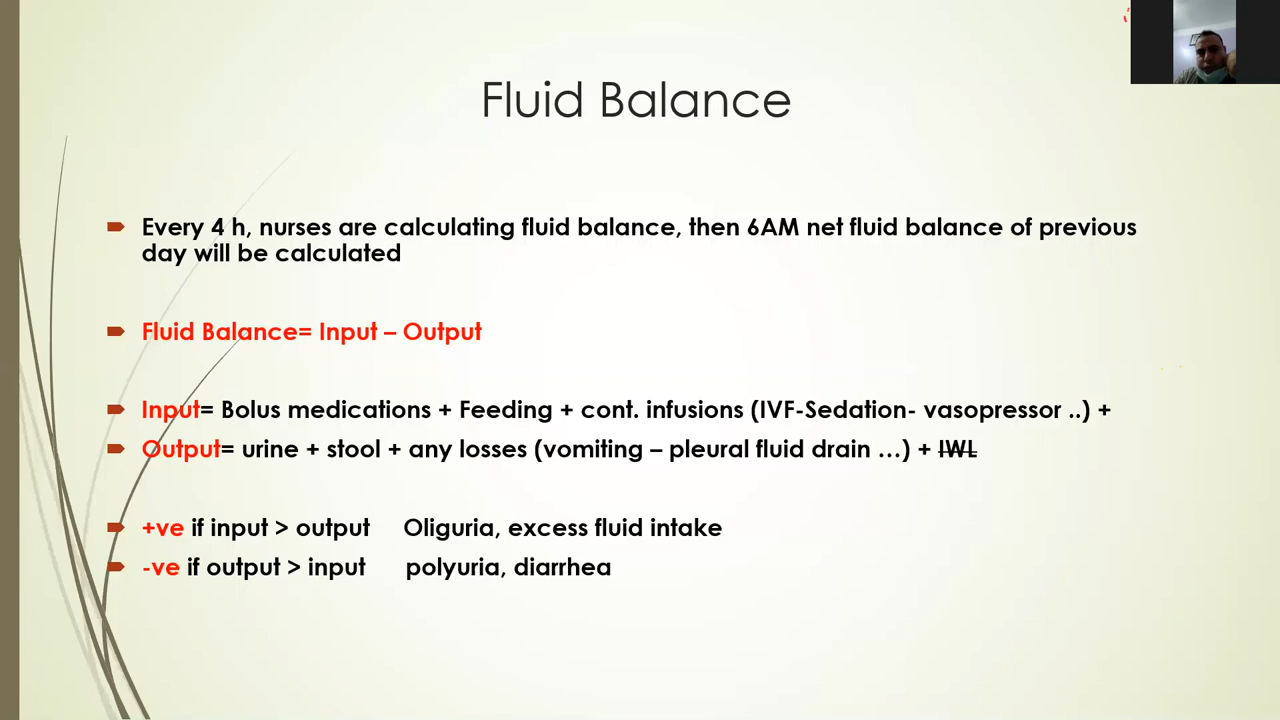 Fluid Balance
Every 4 h, nurses are calculating fluid balance, then 6AM net fluid balance of previous
day will be calculated
Fluid Balance= Input – Output
Input= Bolus medications + Feeding + cont. infusions (IVF-Sedation- vasopressor ..) +
Output= urine + stool + any losses (vomiting – pleural fluid drain …) + IWL
+ve if input > output Oliguria, excess fluid intake
-ve if output > input polyuria, diarrhea